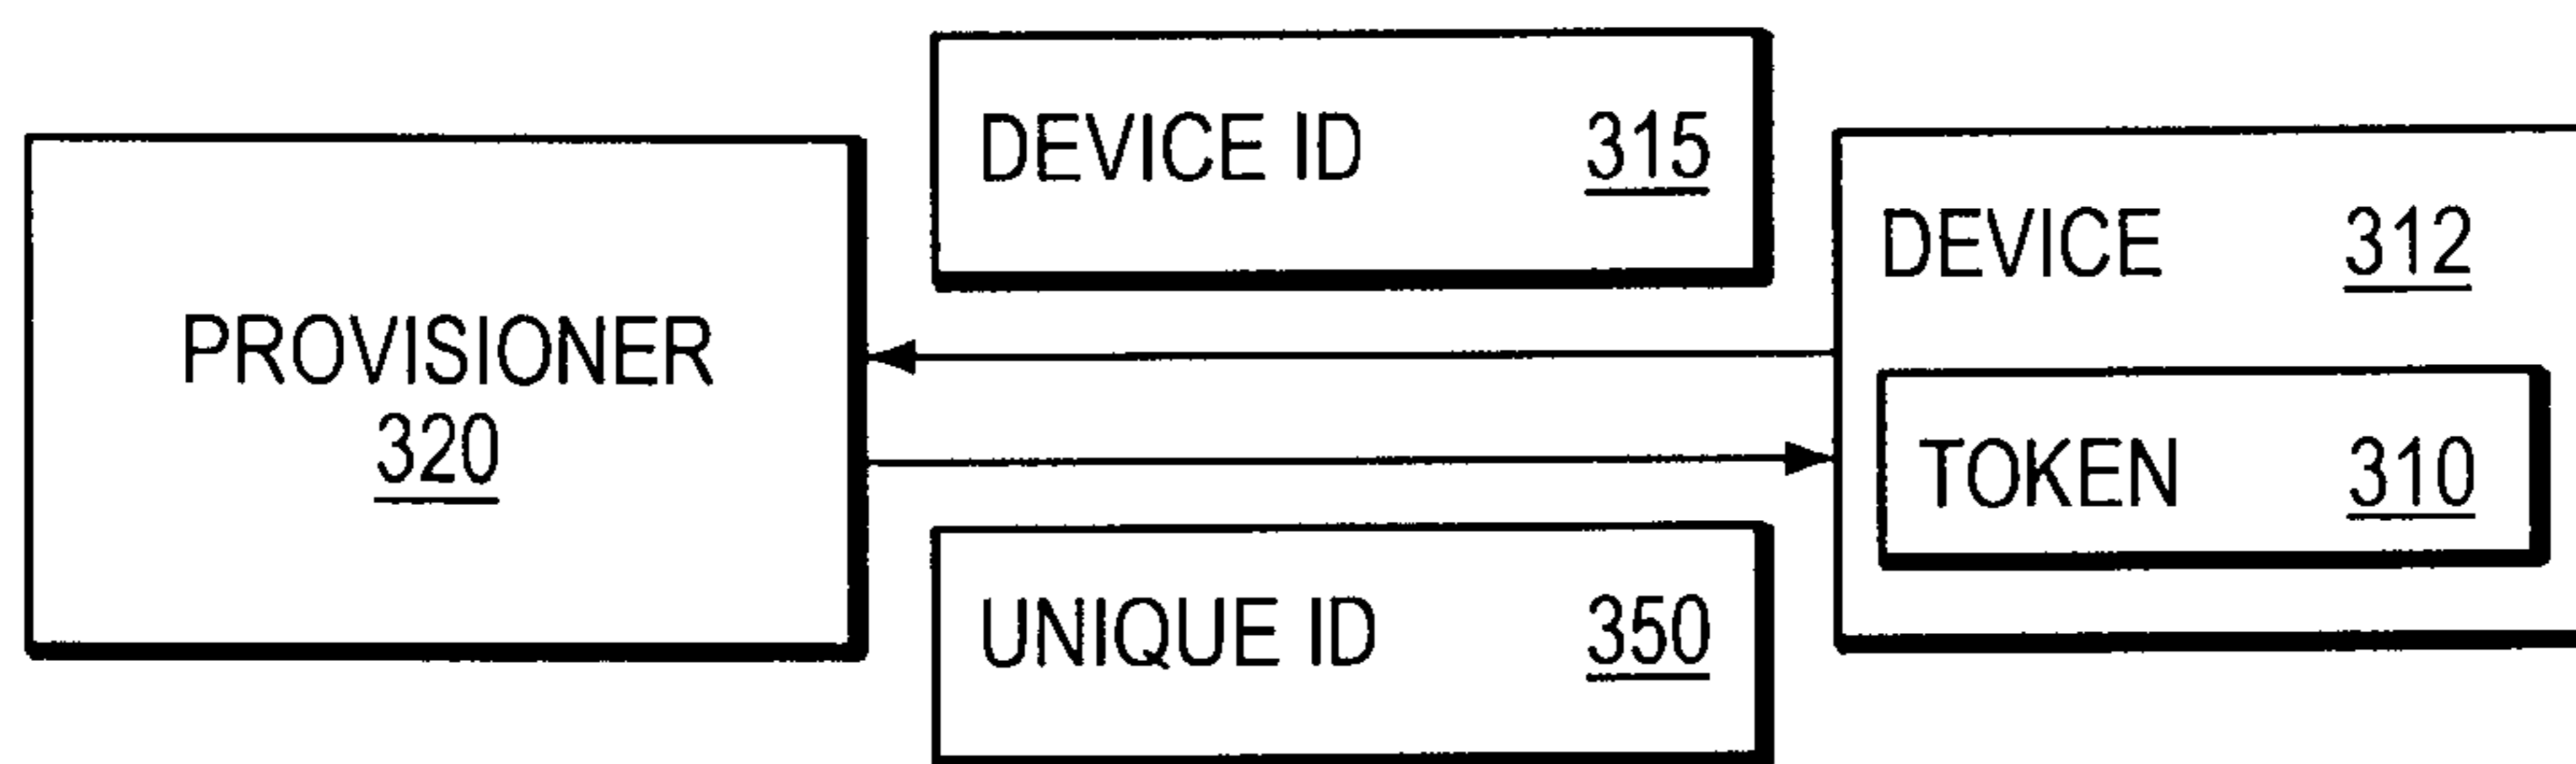 DEVICE ID 315
PROVISIONER
320
DEVICE 312
TOKEN 310
UNIQUE ID 350